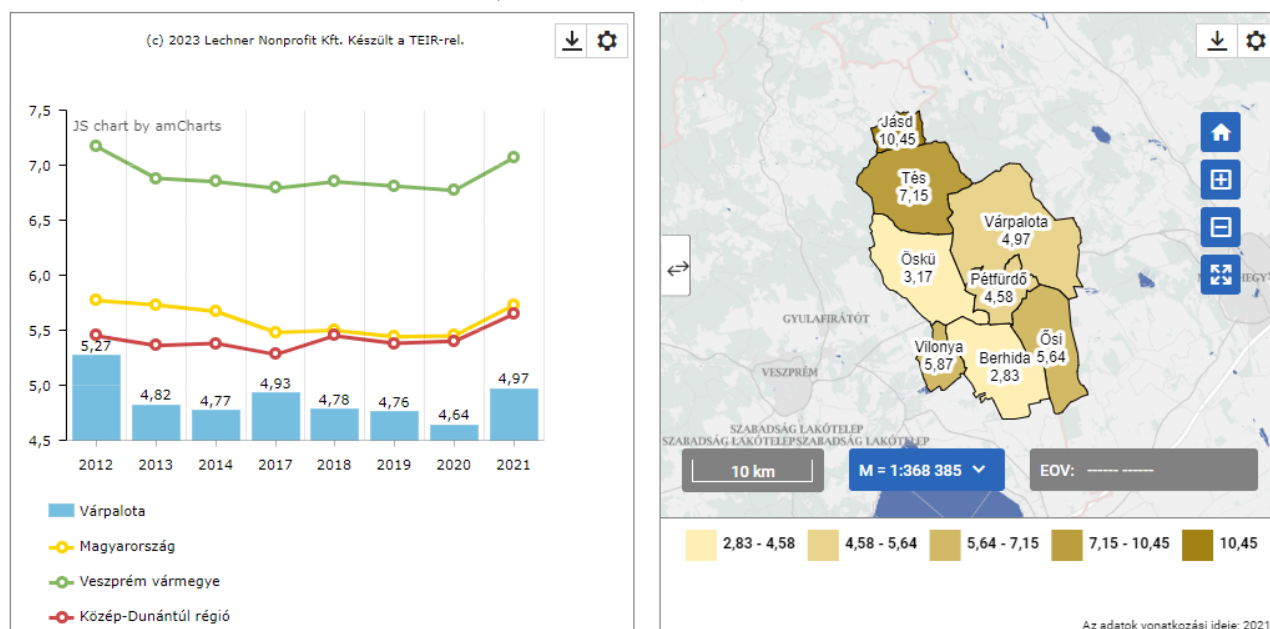 (c) 2023 Lechner Nonprofit Kft. Készült a TEIR-rel.
7,5
JS chart by amCharts
7,0
6,5
6,0
5,5
5,0
4,5
5,27
4,82
4,77
4,93
4,78
4,76
4,64
4,97
2012 2013 2014 2017 2018 2019 2020 2021
Várpalota
Magyarország
Veszprém vármegye
Közép-Dunántúl régió
Jásd
10,45
Tés
7,15
Várpalota
4,97
Öskü
3,17
Pétfürdő
4,58
GYULAFIRÁTÓT
Vilonya
5,87
Berhida
2,83
Ősi
5,64
VESZPRÉM
SZABADSÁG LAKÓTELEP
SZABADSÁG LAKÓTELEP SZABADSÁG LAKÓTELEP
10 km
M = 1:368 385
EOV: ------ ------
2,83 - 4,58
4,58 - 5,64
5,64 - 7,15
7,15 - 10,45
10,45
Az adatok vonatkozási ideje: 2021